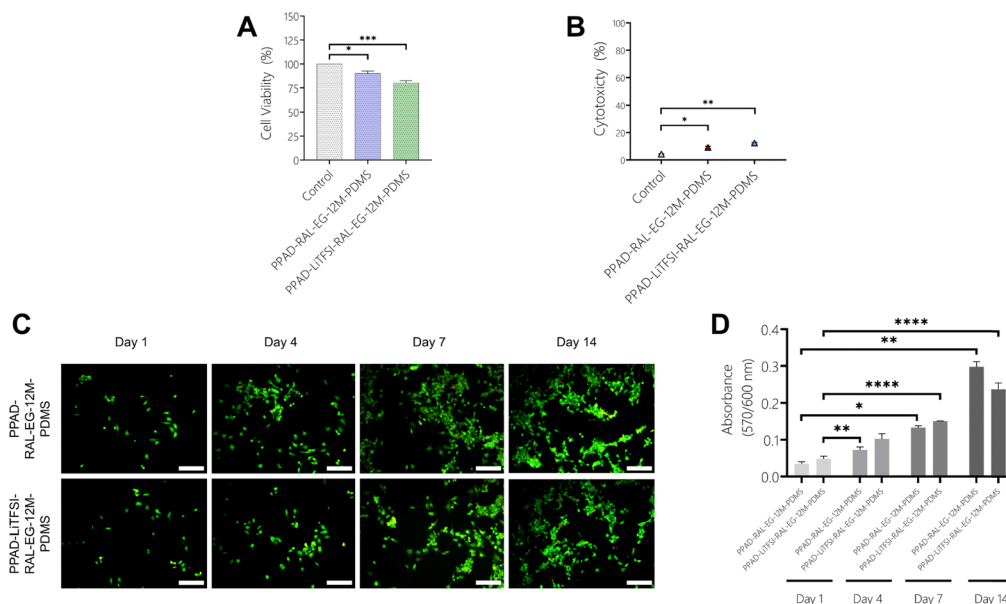 A
Cell Viability (%)
150
125
100
75
50
25
0
***
*
Control
PPAD-RAL-EG-12M-PDMS
PPAD-LiTFSI-RAL-EG-12M-PDMS
B
Cytotoxicty (%)
100
80
60
40
20
0
**
*
Control
PPAD-RAL-EG-12M-PDMS
PPAD-LiTFSI-RAL-EG-12M-PDMS
C
Day 1
Day 4
Day 7
Day 14
PPAD-
RAL-EG-12M-
PDMS
PPAD-LiTFSI-
RAL-EG-12M-
PDMS
D
Absorbance
(570/600 nm)
0.4
0.3
0.2
0.1
0.0
****
**
****
*
**
PPAD-RAL-EG-12M-PDMS
PPAD-LiTFSI-RAL-EG-12M-PDMS
PPAD-RAL-EG-12M-PDMS
PPAD-LiTFSI-RAL-EG-12M-PDMS
PPAD-RAL-EG-12M-PDMS
PPAD-LiTFSI-RAL-EG-12M-PDMS
PPAD-RAL-EG-12M-PDMS
PPAD-LiTFSI-RAL-EG-12M-PDMS
Day 1
Day 4
Day 7
Day 14